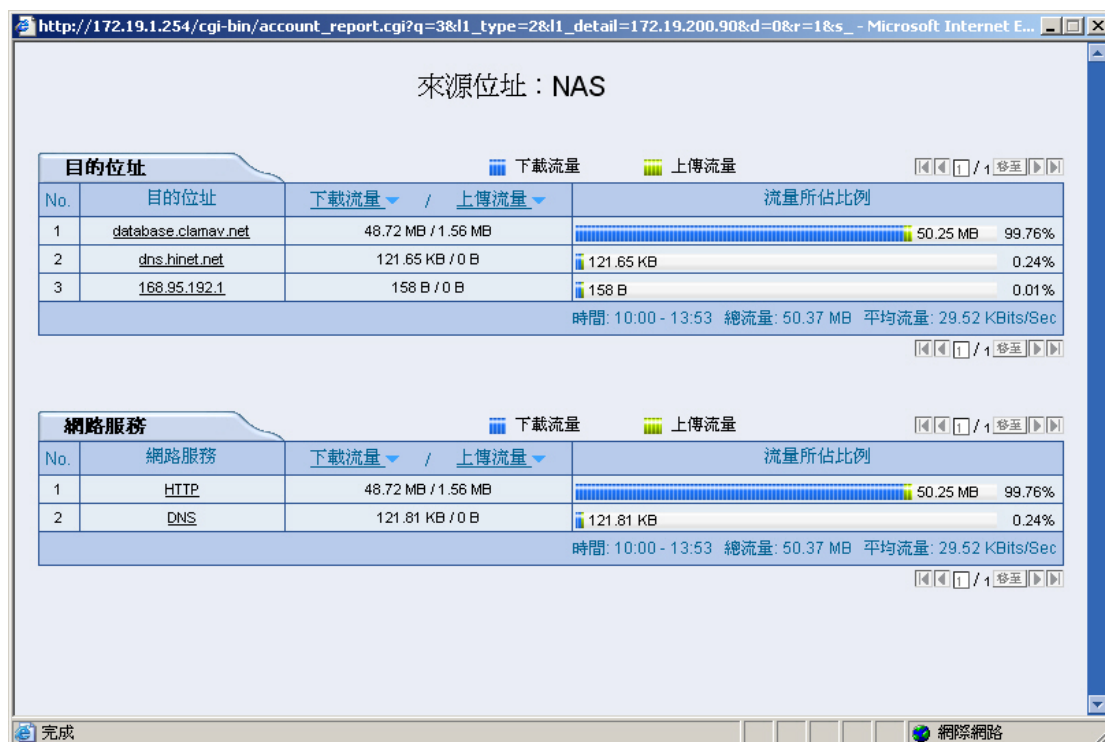 http://172.19.1.254/cgi-bin/account_report.cgi?q=3&l1_type=2&l1_detail=172.19.200.90&d=0&r=1&s_ - Microsoft Internet E...
來源位址：NAS
目的位址 下載流量 上傳流量 1 / 1 移至
No. 目的位址 下載流量 / 上傳流量 流量所佔比例
1 database.clamav.net 48.72 MB / 1.56 MB 50.25 MB 99.76%
2 dns.hinet.net 121.65 KB / 0 B 121.65 KB 0.24%
3 168.95.192.1 158 B / 0 B 158 B 0.01%
時間: 10:00 - 13:53 總流量: 50.37 MB 平均流量: 29.52 KBits/Sec
1 / 1 移至
網路服務 下載流量 上傳流量 1 / 1 移至
No. 網路服務 下載流量 / 上傳流量 流量所佔比例
1 HTTP 48.72 MB / 1.56 MB 50.25 MB 99.76%
2 DNS 121.81 KB / 0 B 121.81 KB 0.24%
時間: 10:00 - 13:53 總流量: 50.37 MB 平均流量: 29.52 KBits/Sec
1 / 1 移至
完成 網際網路